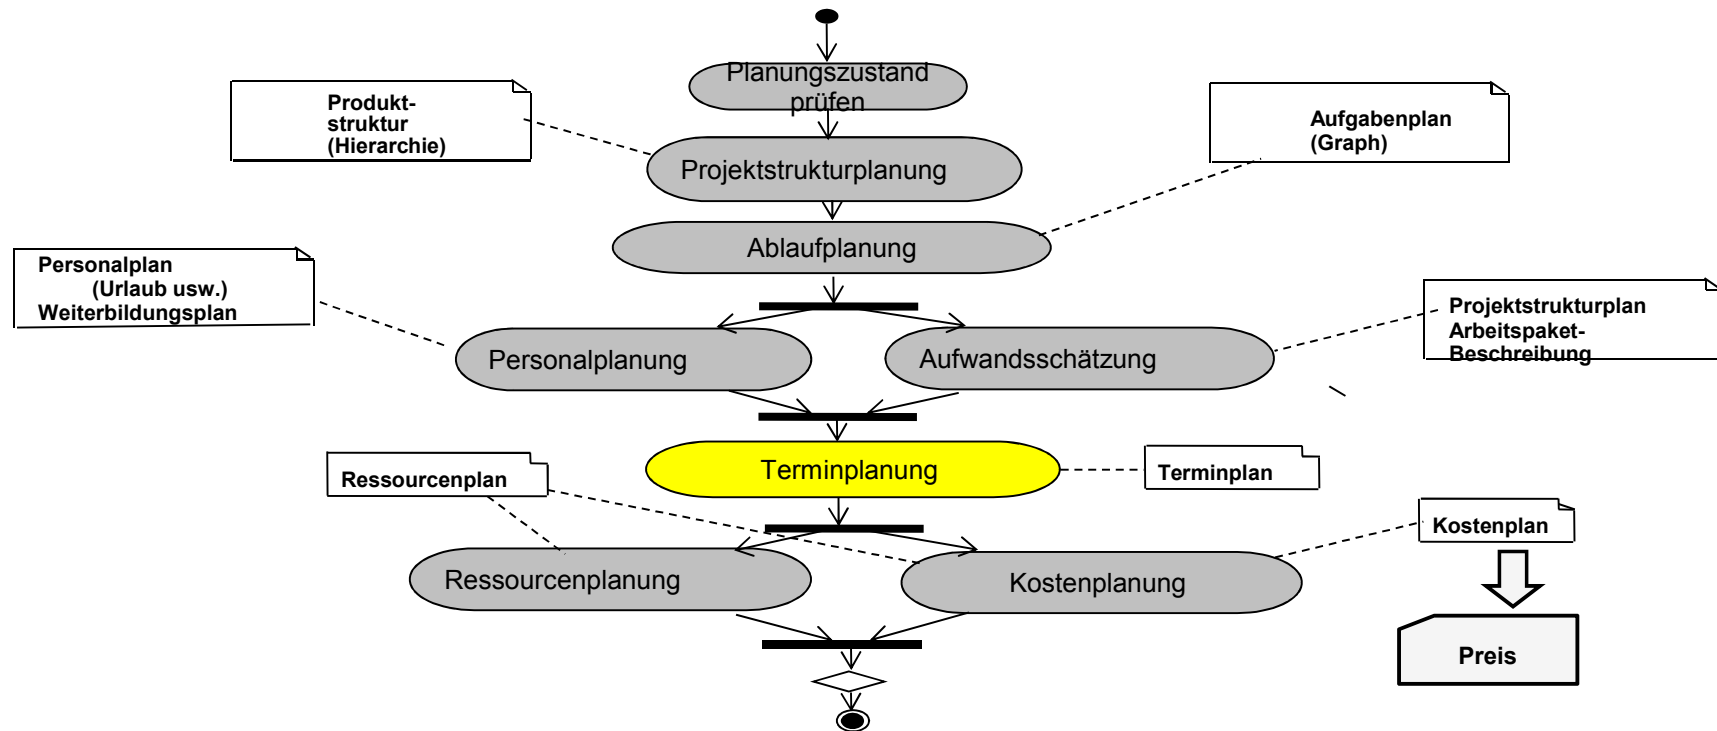 Planungszustand
prüfen
Produkt-
struktur
(Hierarchie)
Aufgabenplan
(Graph)
Projektstrukturplanung
Ablaufplanung
Personalplan
(Urlaub usw.)
Weiterbildungsplan
Projektstrukturplan
Arbeitspaket-
Beschreibung
Personalplanung
Aufwandsschätzung
Terminplanung
Ressourcenplan
Terminplan
Kostenplan
Ressourcenplanung
Kostenplanung
Preis